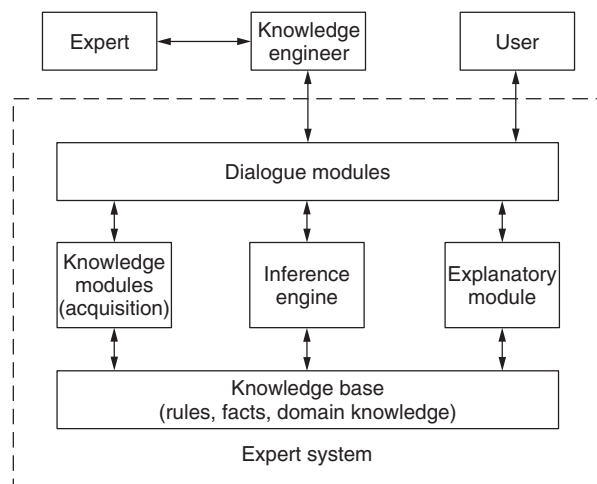 Expert
Knowledge
engineer
User
Dialogue modules
Knowledge
modules
(acquisition)
Inference
engine
Explanatory
module
Knowledge base
(rules, facts, domain knowledge)
Expert system